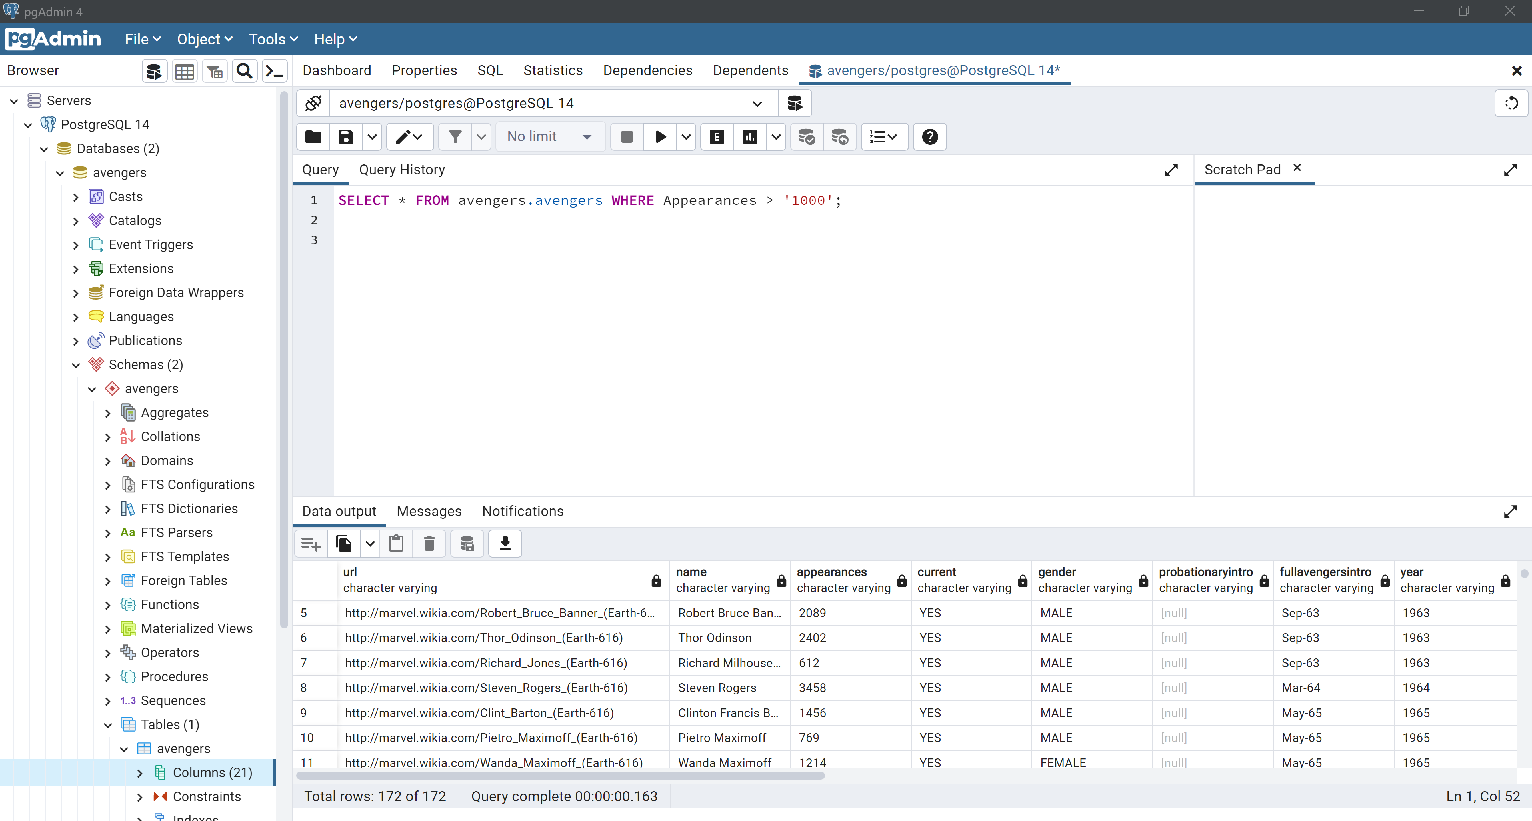 pgAdmin 4
pgAdmin File Object Tools Help
Browser
Dashboard Properties SQL Statistics Dependencies Dependents avengers/postgres@PostgreSQL 14*
Servers
PostgreSQL 14
Databases (2)
avengers
Casts
Catalogs
Event Triggers
Extensions
Foreign Data Wrappers
Languages
Publications
Schemas (2)
avengers
Aggregates
Collations
Domains
FTS Configurations
FTS Dictionaries
Aa FTS Parsers
FTS Templates
Foreign Tables
Functions
Materialized Views
Operators
Procedures
1..3 Sequences
Tables (1)
avengers
Columns (21)
Constraints
Indexes
avengers/postgres@PostgreSQL 14
No limit
E
Query Query History
Scratch Pad
1 SELECT * FROM avengers.avengers WHERE Appearances > '1000';
2
3
Data output Messages Notifications
url name appearances current gender probationaryintro fullavengersintro year
character varying character varying character varying character varying character varying character varying character varying character varying
5 http://marvel.wikia.com/Robert_Bruce_Banner_(Earth-6... Robert Bruce Ban... 2089 YES MALE [null] Sep-63 1963
6 http://marvel.wikia.com/Thor_Odinson_(Earth-616) Thor Odinson 2402 YES MALE [null] Sep-63 1963
7 http://marvel.wikia.com/Richard_Jones_(Earth-616) Richard Milhouse... 612 YES MALE [null] Sep-63 1963
8 http://marvel.wikia.com/Steven_Rogers_(Earth-616) Steven Rogers 3458 YES MALE [null] Mar-64 1964
9 http://marvel.wikia.com/Clint_Barton_(Earth-616) Clinton Francis B... 1456 YES MALE [null] May-65 1965
10 http://marvel.wikia.com/Pietro_Maximoff_(Earth-616) Pietro Maximoff 769 YES MALE [null] May-65 1965
11 http://marvel.wikia.com/Wanda_Maximoff_(Earth-616) Wanda Maximoff 1214 YES FEMALE [null] May-65 1965
Total rows: 172 of 172 Query complete 00:00:00.163
Ln 1, Col 52